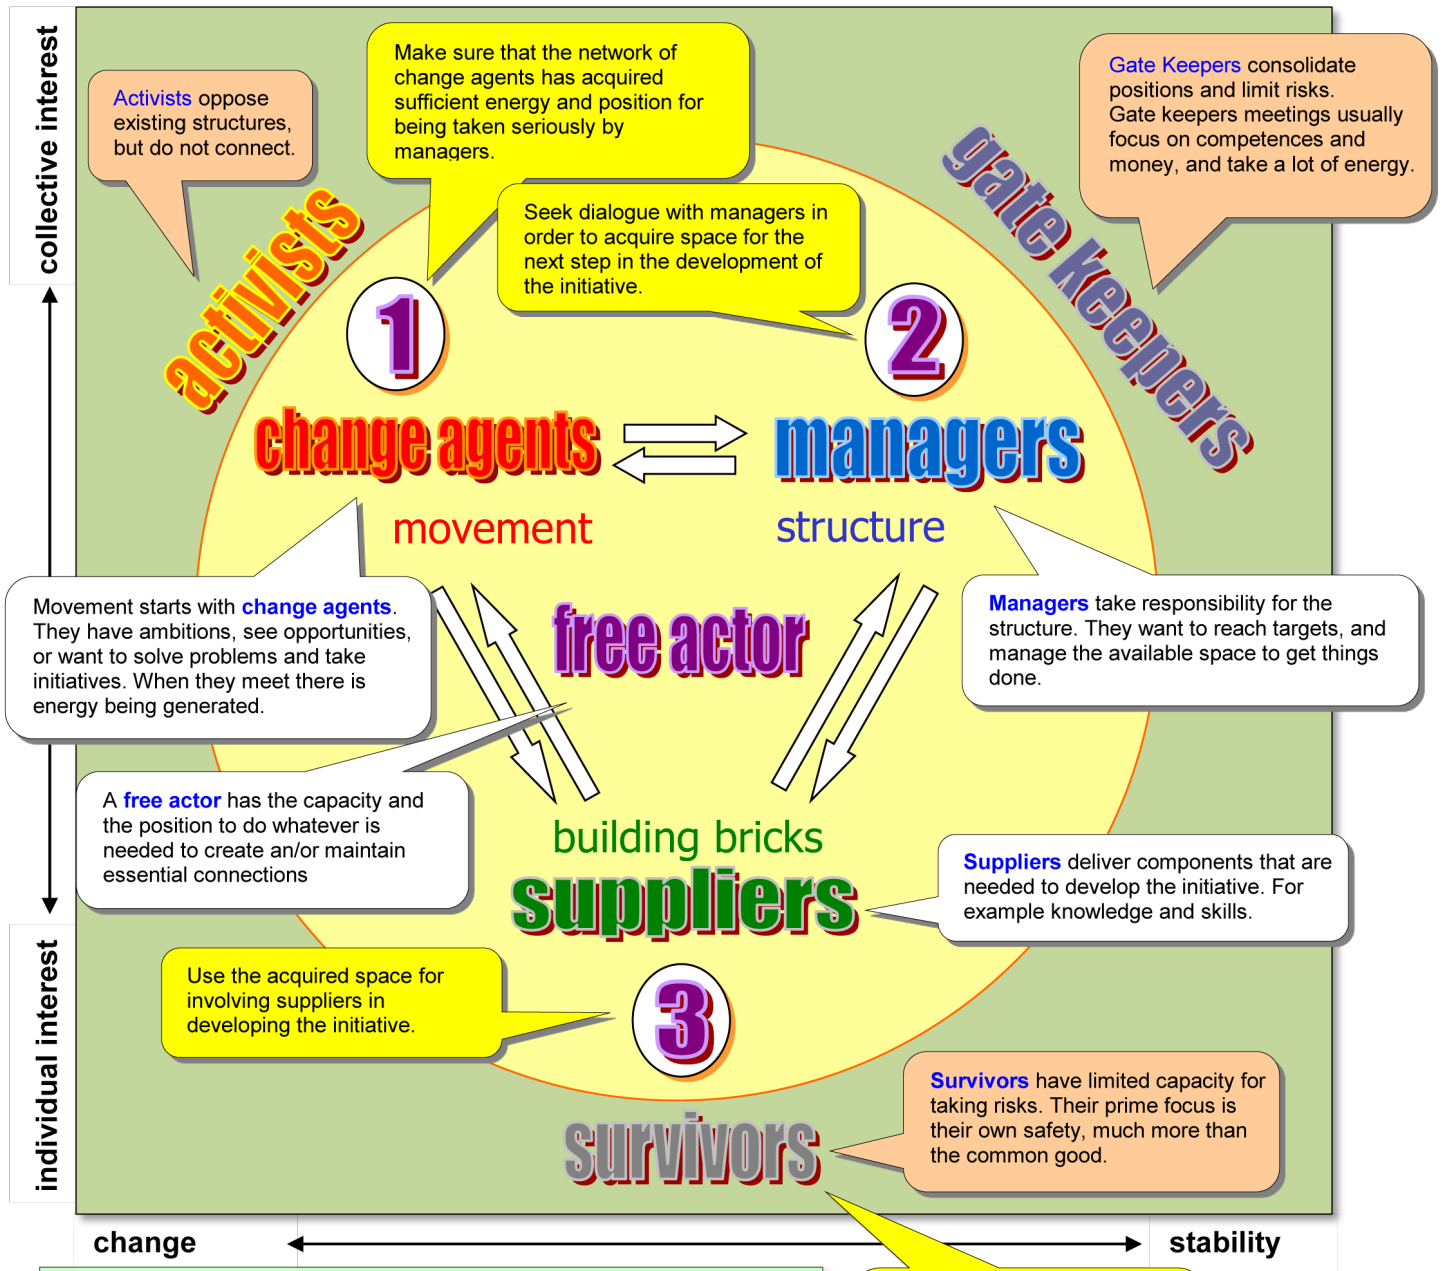 collective interest
Activists oppose
existing structures,
but do not connect.
Make sure that the network of
change agents has acquired
sufficient energy and position for
being taken seriously by
managers.
Gate Keepers consolidate
positions and limit risks.
Gate keepers meetings usually
focus on competences and
money, and take a lot of energy.
Seek dialogue with managers in
order to acquire space for the
next step in the development of
the initiative.
activists
gate keepers
1
2
change agents
managers
movement
structure
Movement starts with change agents.
They have ambitions, see opportunities,
or want to solve problems and take
initiatives. When they meet there is
energy being generated.
free actor
Managers take responsibility for the
structure. They want to reach targets, and
manage the available space to get things
done.
A free actor has the capacity and
the position to do whatever is
needed to create an/or maintain
essential connections
building bricks
suppliers
Suppliers deliver components that are
needed to develop the initiative. For
example knowledge and skills.
individual interest
Use the acquired space for
involving suppliers in
developing the initiative.
3
Survivors have limited capacity for
taking risks. Their prime focus is
their own safety, much more than
the common good.
survivors
change
stability